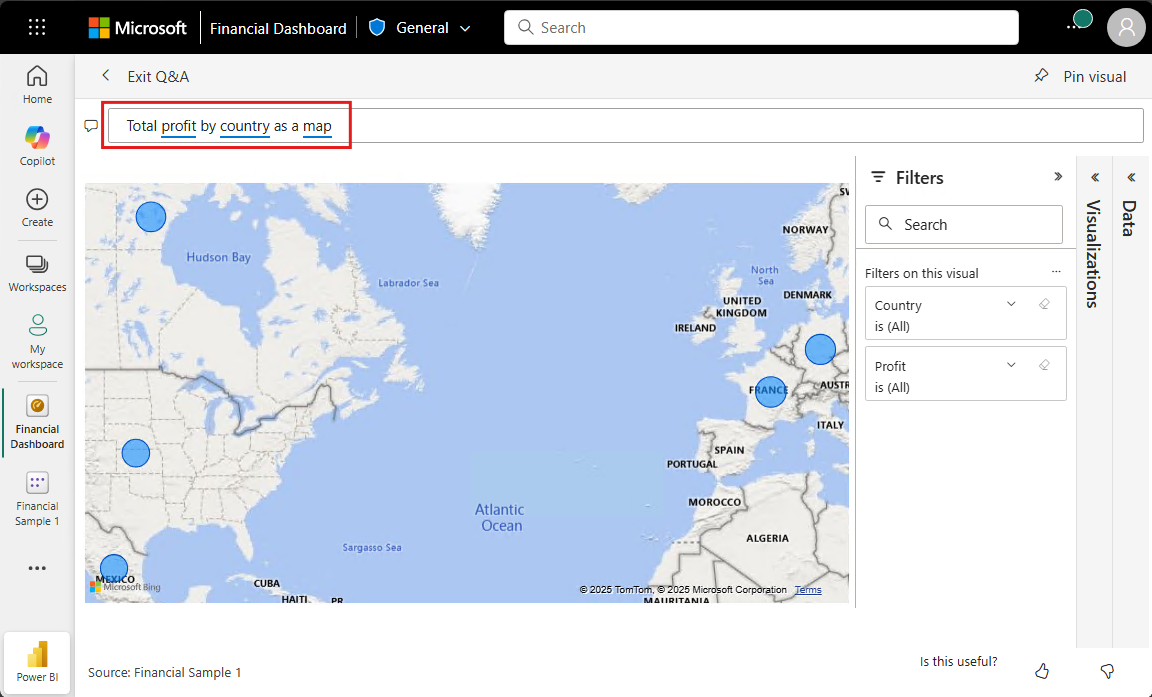 Microsoft
Financial Dashboard
General
Search
Home
Copilot
Create
Workspaces
My
workspace
Financial
Dashboard
Financial
Sample 1
Power BI
Exit Q&A
Pin visual
Total profit by country as a map
Hudson Bay
Labrador Sea
NORWAY
SV
North
Sea
DENMARK
UNITED
KINGDOM
IRELAND
FRANCE
AUSTR
ITALY
SPAIN
PORTUGAL
MOROCCO
ALGERIA
MAURITANIA
Atlantic
Ocean
Sargasso Sea
MEXICO
CUBA
HAITI
PR
Microsoft Bing
© 2025 TomTom, © 2025 Microsoft Corporation Terms
Filters
Search
Filters on this visual
...
Country
is (All)
Profit
is (All)
Visualizations
Data
Source: Financial Sample 1
Is this useful?